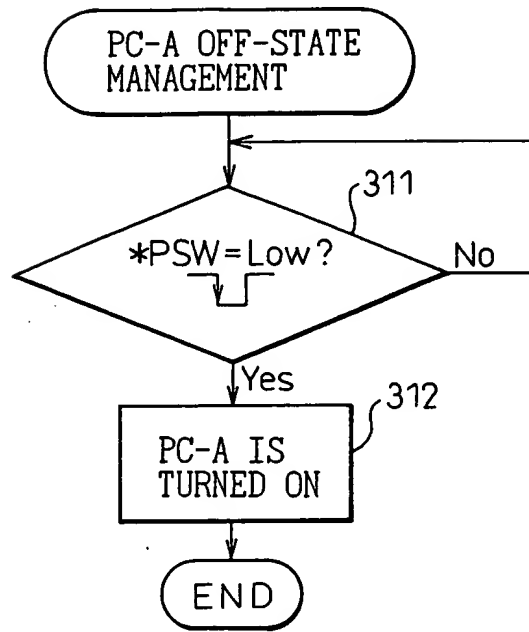 PC-A OFF-STATE
MANAGEMENT
311
*PSW=Low?
No
Yes
312
PC-A IS
TURNED ON
END